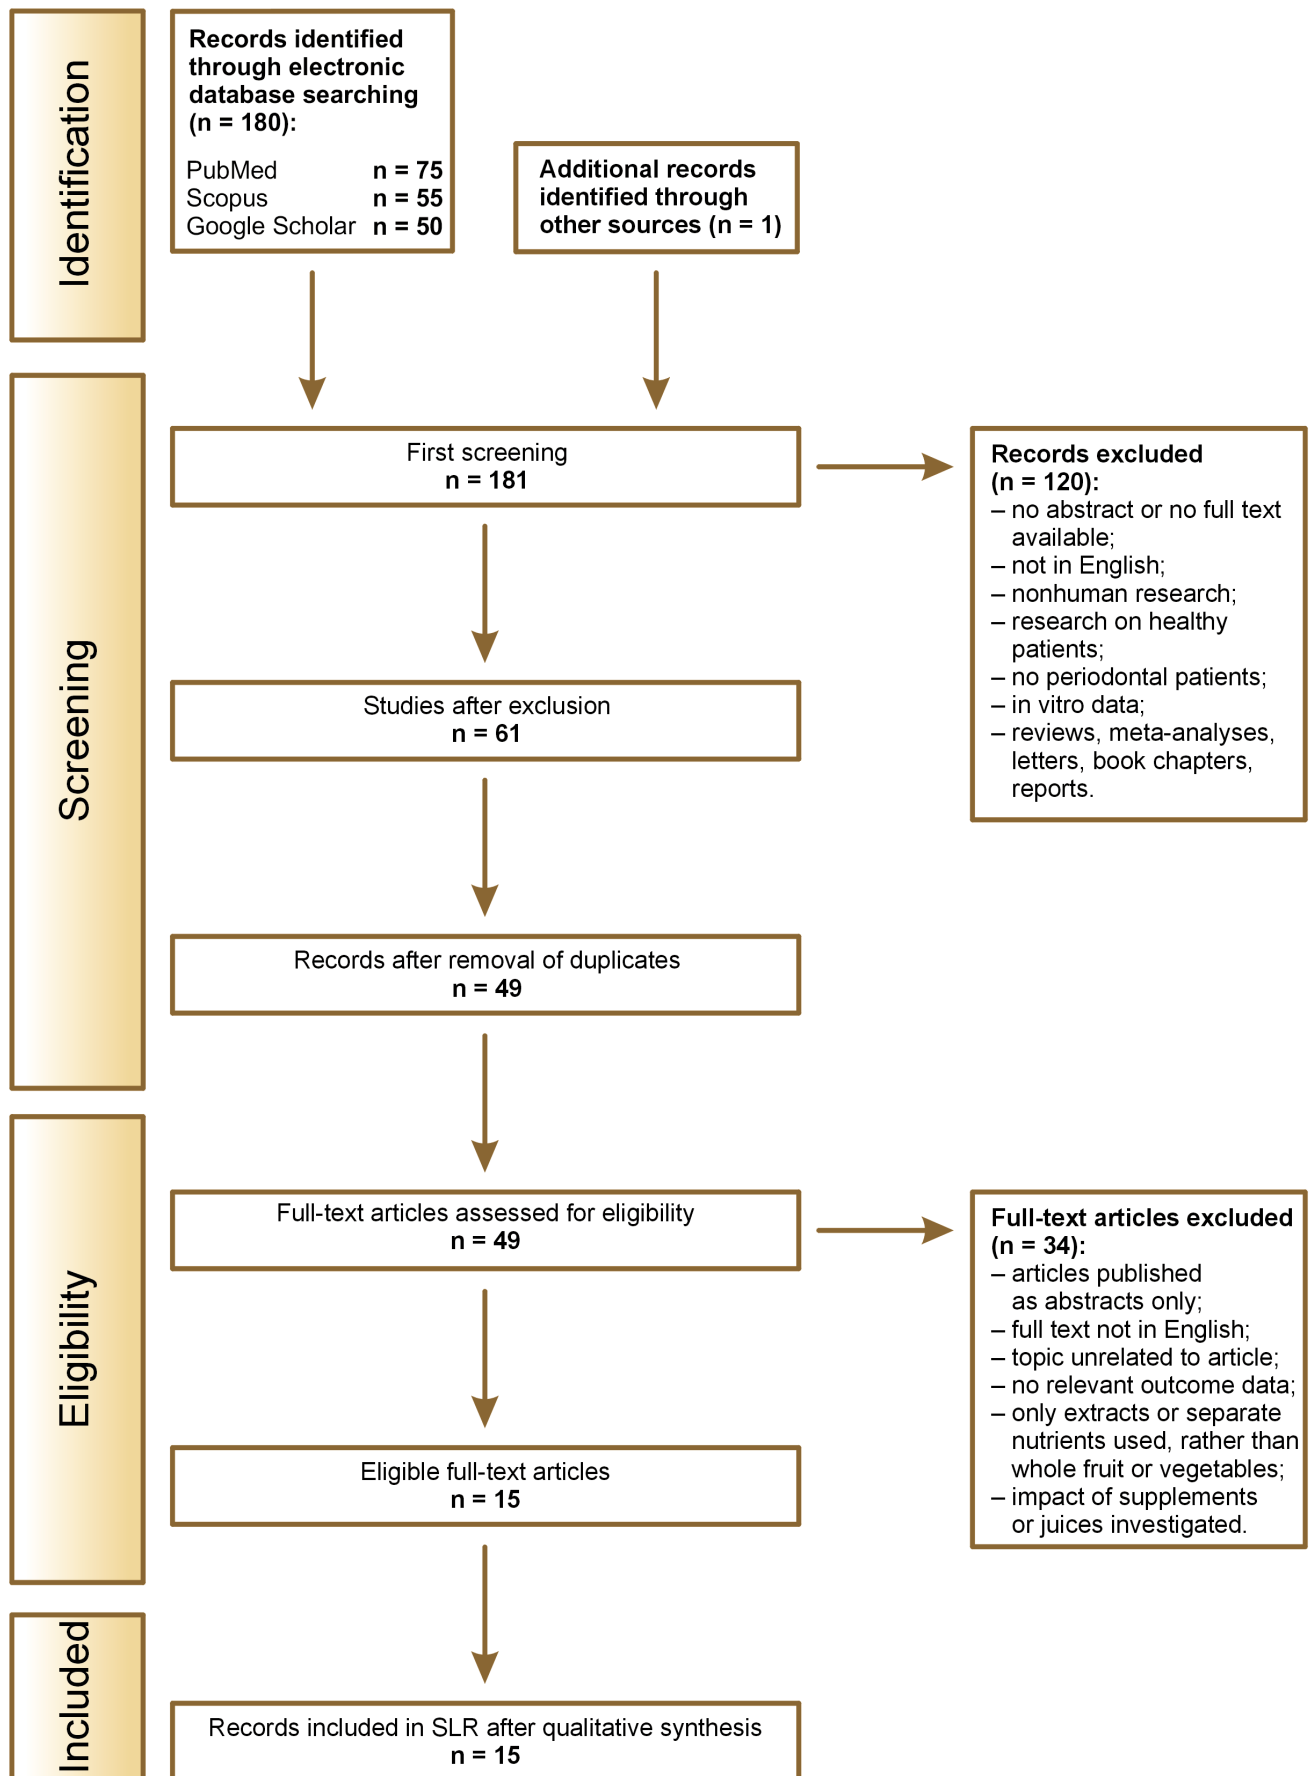 Identification
Records identified
through electronic
database searching
(n = 180):
PubMed n = 75
Scopus n = 55
Google Scholar n = 50
Additional records
identified through
other sources (n = 1)
Screening
First screening
n = 181
Records excluded
(n = 120):
– no abstract or no full text
available;
– not in English;
– nonhuman research;
– research on healthy
patients;
– no periodontal patients;
– in vitro data;
– reviews, meta-analyses,
letters, book chapters,
reports.
Studies after exclusion
n = 61
Records after removal of duplicates
n = 49
Eligibility
Full-text articles assessed for eligibility
n = 49
Full-text articles excluded
(n = 34):
– articles published
as abstracts only;
– full text not in English;
– topic unrelated to article;
– no relevant outcome data;
– only extracts or separate
nutrients used, rather than
whole fruit or vegetables;
– impact of supplements
or juices investigated.
Eligible full-text articles
n = 15
Included
Records included in SLR after qualitative synthesis
n = 15